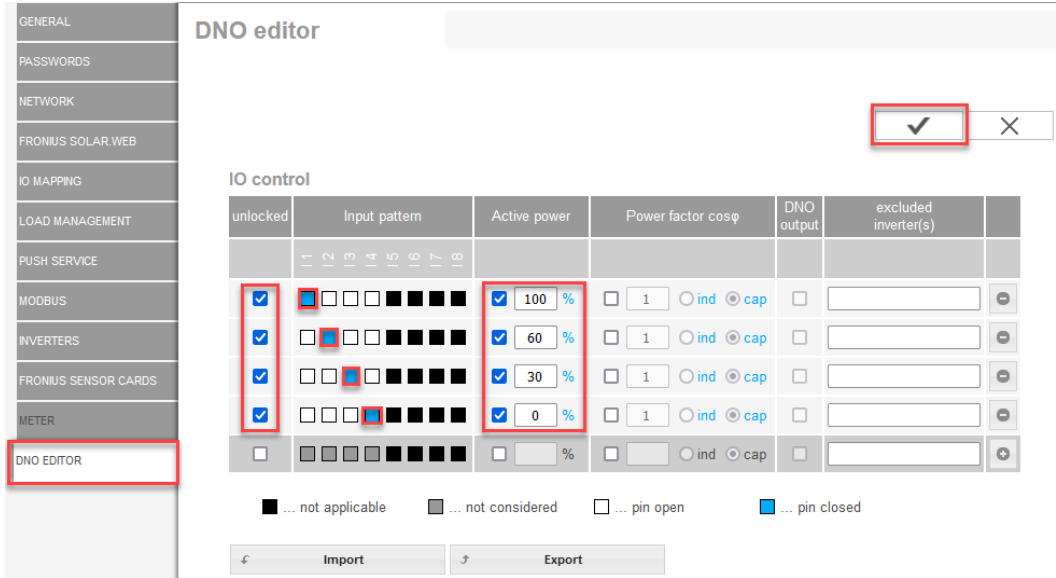 GENERAL
PASSWORDS
NETWORK
FRONIUS SOLAR.WEB
IO MAPPING
LOAD MANAGEMENT
PUSH SERVICE
MODBUS
INVERTERS
FRONIUS SENSOR CARDS
METER
DNO EDITOR
DNO editor
IO control
unlocked Input pattern Active power Power factor cosφ DNO output excluded inverter(s)
I1 I2 I3 I4 I5 I6 I7 I8
100 % 1 ind cap
60 % 1 ind cap
30 % 1 ind cap
0 % 1 ind cap
% ind cap
... not applicable ... not considered ... pin open ... pin closed
Import Export